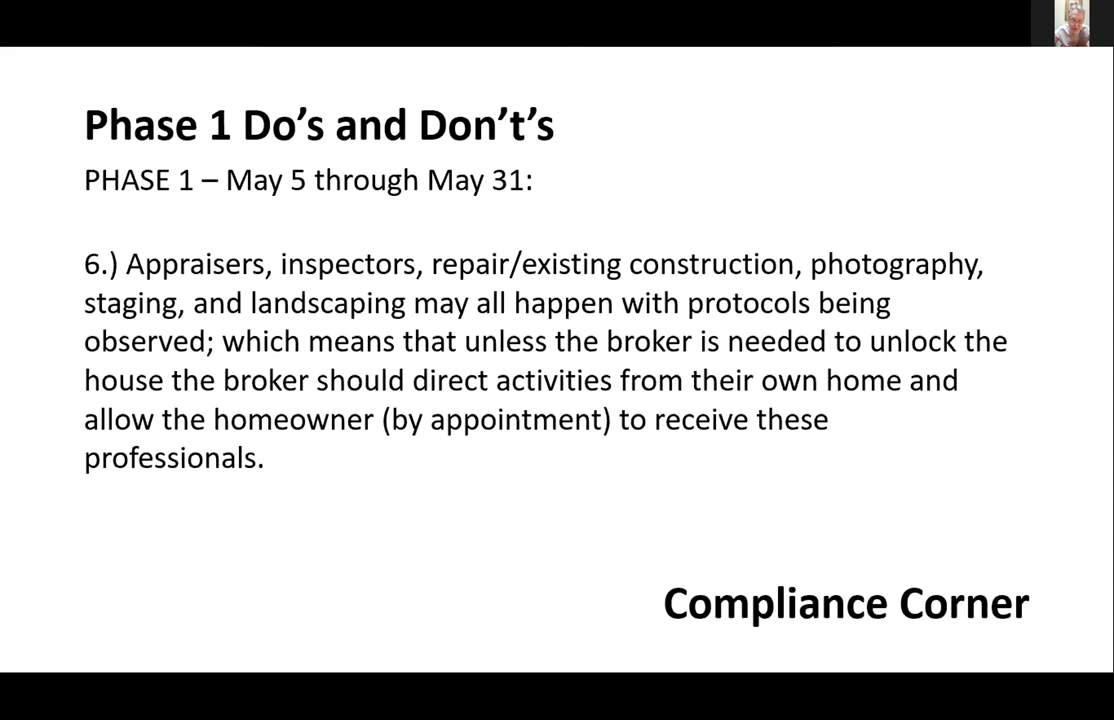 Phase 1 Do’s and Don’t’s
PHASE 1 – May 5 through May 31:
6.) Appraisers, inspectors, repair/existing construction, photography,
staging, and landscaping may all happen with protocols being
observed; which means that unless the broker is needed to unlock the
house the broker should direct activities from their own home and
allow the homeowner (by appointment) to receive these
professionals.
Compliance Corner